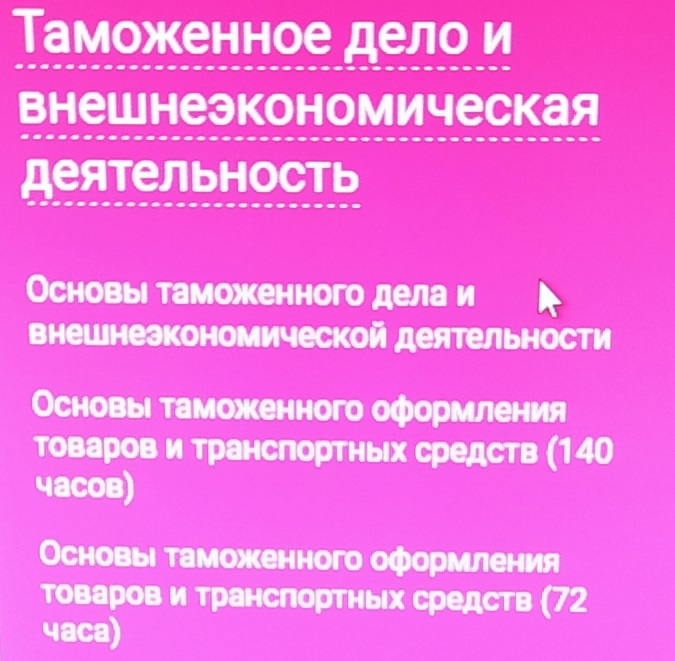 Таможенное дело и
внешнеэкономическая
деятельность
Основы таможенного дела и
внешнеэкономической деятельности
Основы таможенного оформления
товаров и транспортных средств (140
часов)
Основы таможенного оформления
товаров и транспортных средств (72
часа)